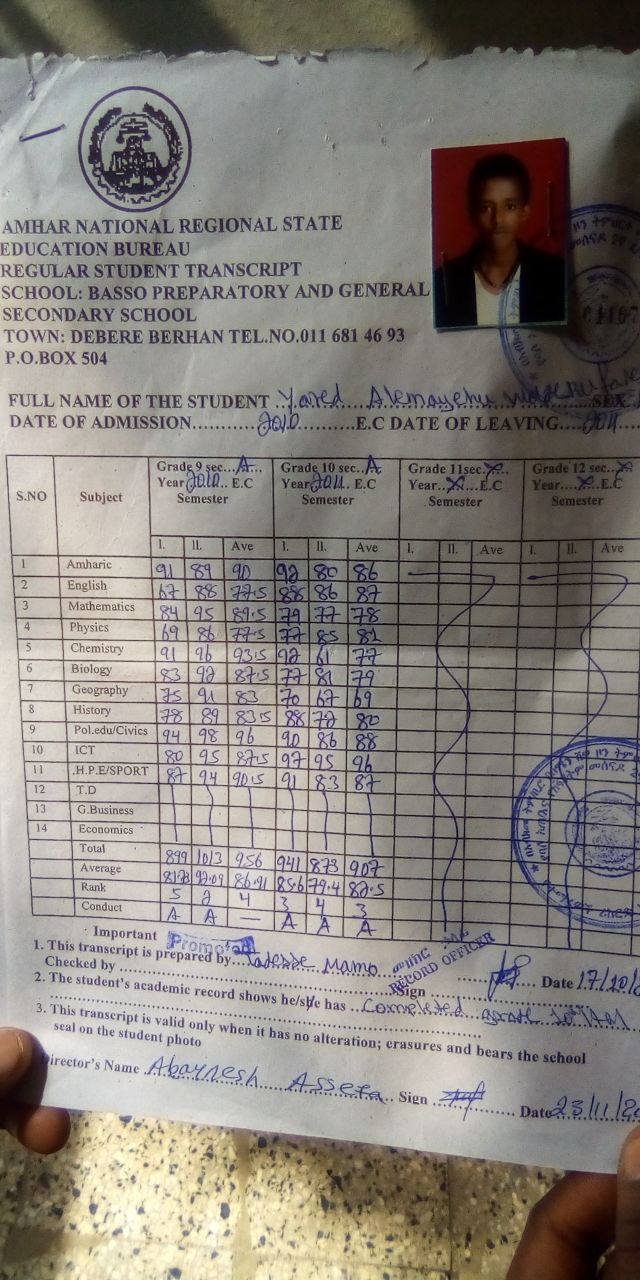 AMHAR NATIONAL REGIONAL STATE
EDUCATION BUREAU
REGULAR STUDENT TRANSCRIPT
SCHOOL: BASSO PREPARATORY AND GENERAL
SECONDARY SCHOOL
TOWN: DEBERE BERHAN TEL.NO.011 681 46 93
P.O.BOX 504
FULL NAME OF THE STUDENT Yared Alemayehu SEX
DATE OF ADMISSION 2010 E.C DATE OF LEAVING 2011
S.NO Subject Grade 9 sec...A... Grade 10 sec..A Grade 11sec.X.. Grade 12 sec..X
Year 2010.. E.C Year 2011.. E.C Year..X..E.C Year....X..E.C
Semester Semester Semester Semester
I. II. Ave I. II. Ave I. II. Ave I. II. Ave
1 Amharic 91 89 90 92 80 86
2 English 67 88 77.5 88 86 87
3 Mathematics 84 95 89.5 79 77 78
4 Physics 69 86 77.5 77 85 81
5 Chemistry 91 96 93.5 92 61 77
6 Biology 83 92 87.5 77 81 79
7 Geography 75 91 83 70 67 69
8 History 78 89 83.5 88 72 80
9 Pol.edu/Civics 94 98 96 90 86 88
10 ICT 80 95 87.5 97 95 96
11 .H.P.E/SPORT 87 94 90.5 91 83 87
12 T.D
13 G.Business
14 Economics
Total 899 1013 956 941 873 907
Average 81.73 92.09 86.91 85.6 79.4 82.5
Rank 5 2 4 3 4 3
Conduct A A — A A A
Important Promoted
1. This transcript is prepared by Tadesse Mamo
RECORD OFFICER
Checked by Sign Date 17/10/
2. The student's academic record shows he/she has Completed
3. This transcript is valid only when it has no alteration; erasures and bears the school
seal on the student photo
Director's Name Abaynesh Assefa Sign Date 23/11/